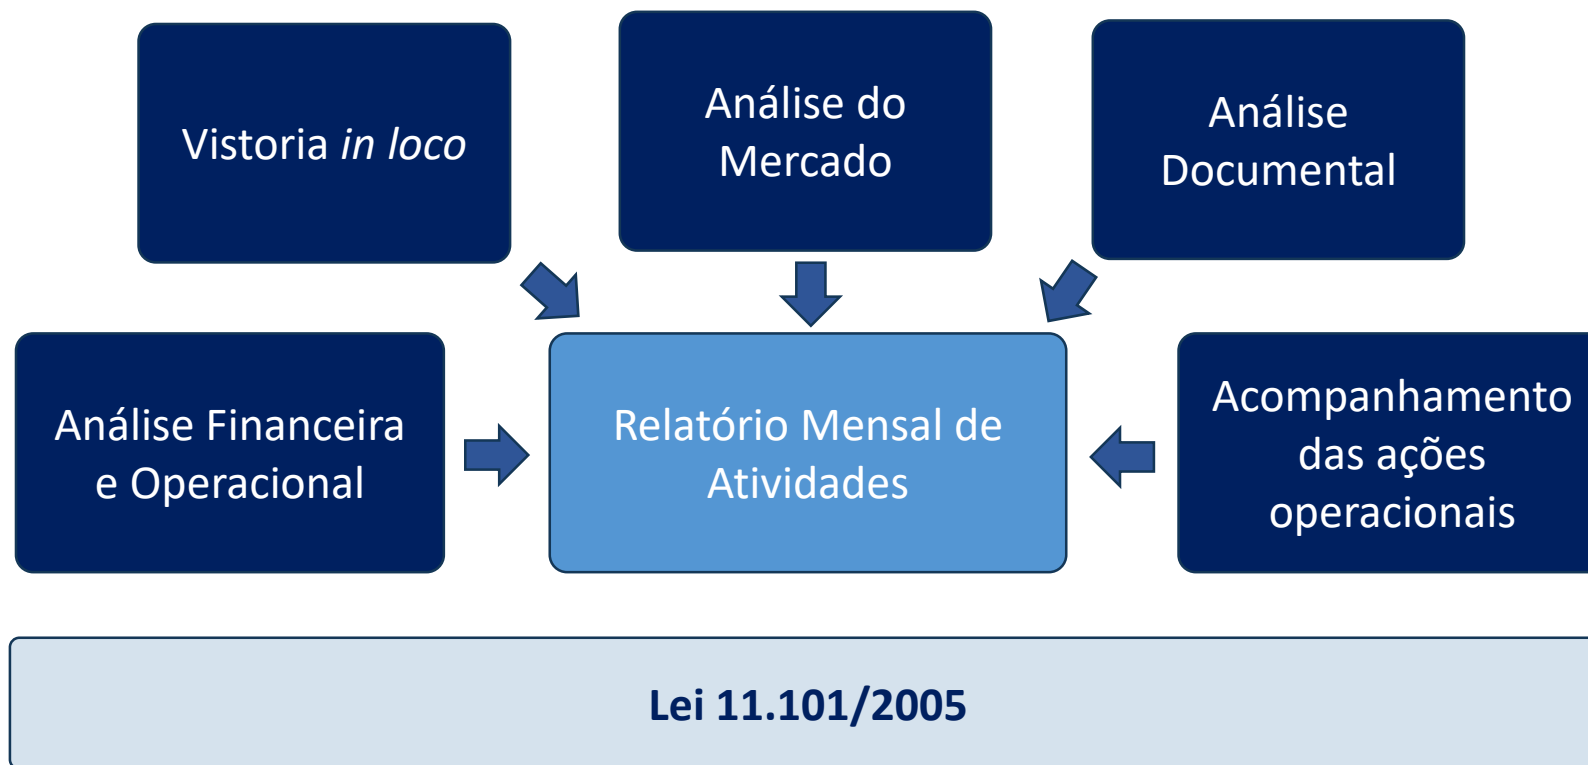 Vistoria in loco
Análise do
Mercado
Análise
Documental
Análise Financeira
e Operacional
Relatório Mensal de
Atividades
Acompanhamento
das ações
operacionais
Lei 11.101/2005